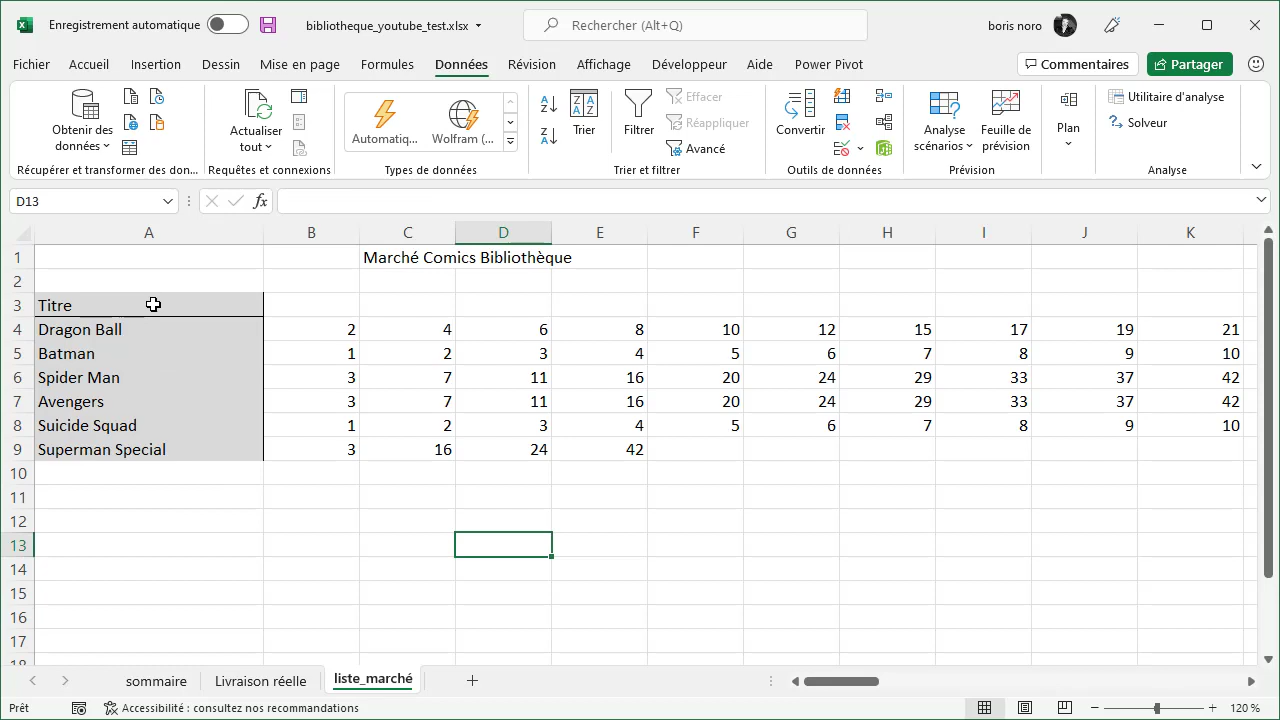 Enregistrement automatique bibliotheque_youtube_test.xlsx Rechercher (Alt+Q) boris noro
Fichier Accueil Insertion Dessin Mise en page Formules Données Révision Affichage Aide Développeur Power Pivot Commentaires Partager
Obtenir des données
Récupérer et transformer des don...
Actualiser tout
Requêtes et connexions
Automatiq... Wolfram (...
Types de données
Trier
Filtrer
Effacer
Réappliquer
Avancé
Trier et filtrer
Convertir
Outils de données
Analyse scénarios
Feuille de prévision
Prévision
Plan
Utilitaire d'analyse
Solveur
Analyse
D13 fx
A B C D E F G H I J K
1 Marché Comics Bibliothèque
2
3 Titre
4 Dragon Ball 2 4 6 8 10 12 15 17 19 21
5 Batman 1 2 3 4 5 6 7 8 9 10
6 Spider Man 3 7 11 16 20 24 29 33 37 42
7 Avengers 3 7 11 16 20 24 29 33 37 42
8 Suicide Squad 1 2 3 4 5 6 7 8 9 10
9 Superman Special 3 16 24 42
10
11
12
13
14
15
16
17
18
sommaire Livraison réelle liste_marché
Prêt Accessibilité : consultez nos recommandations 120 %